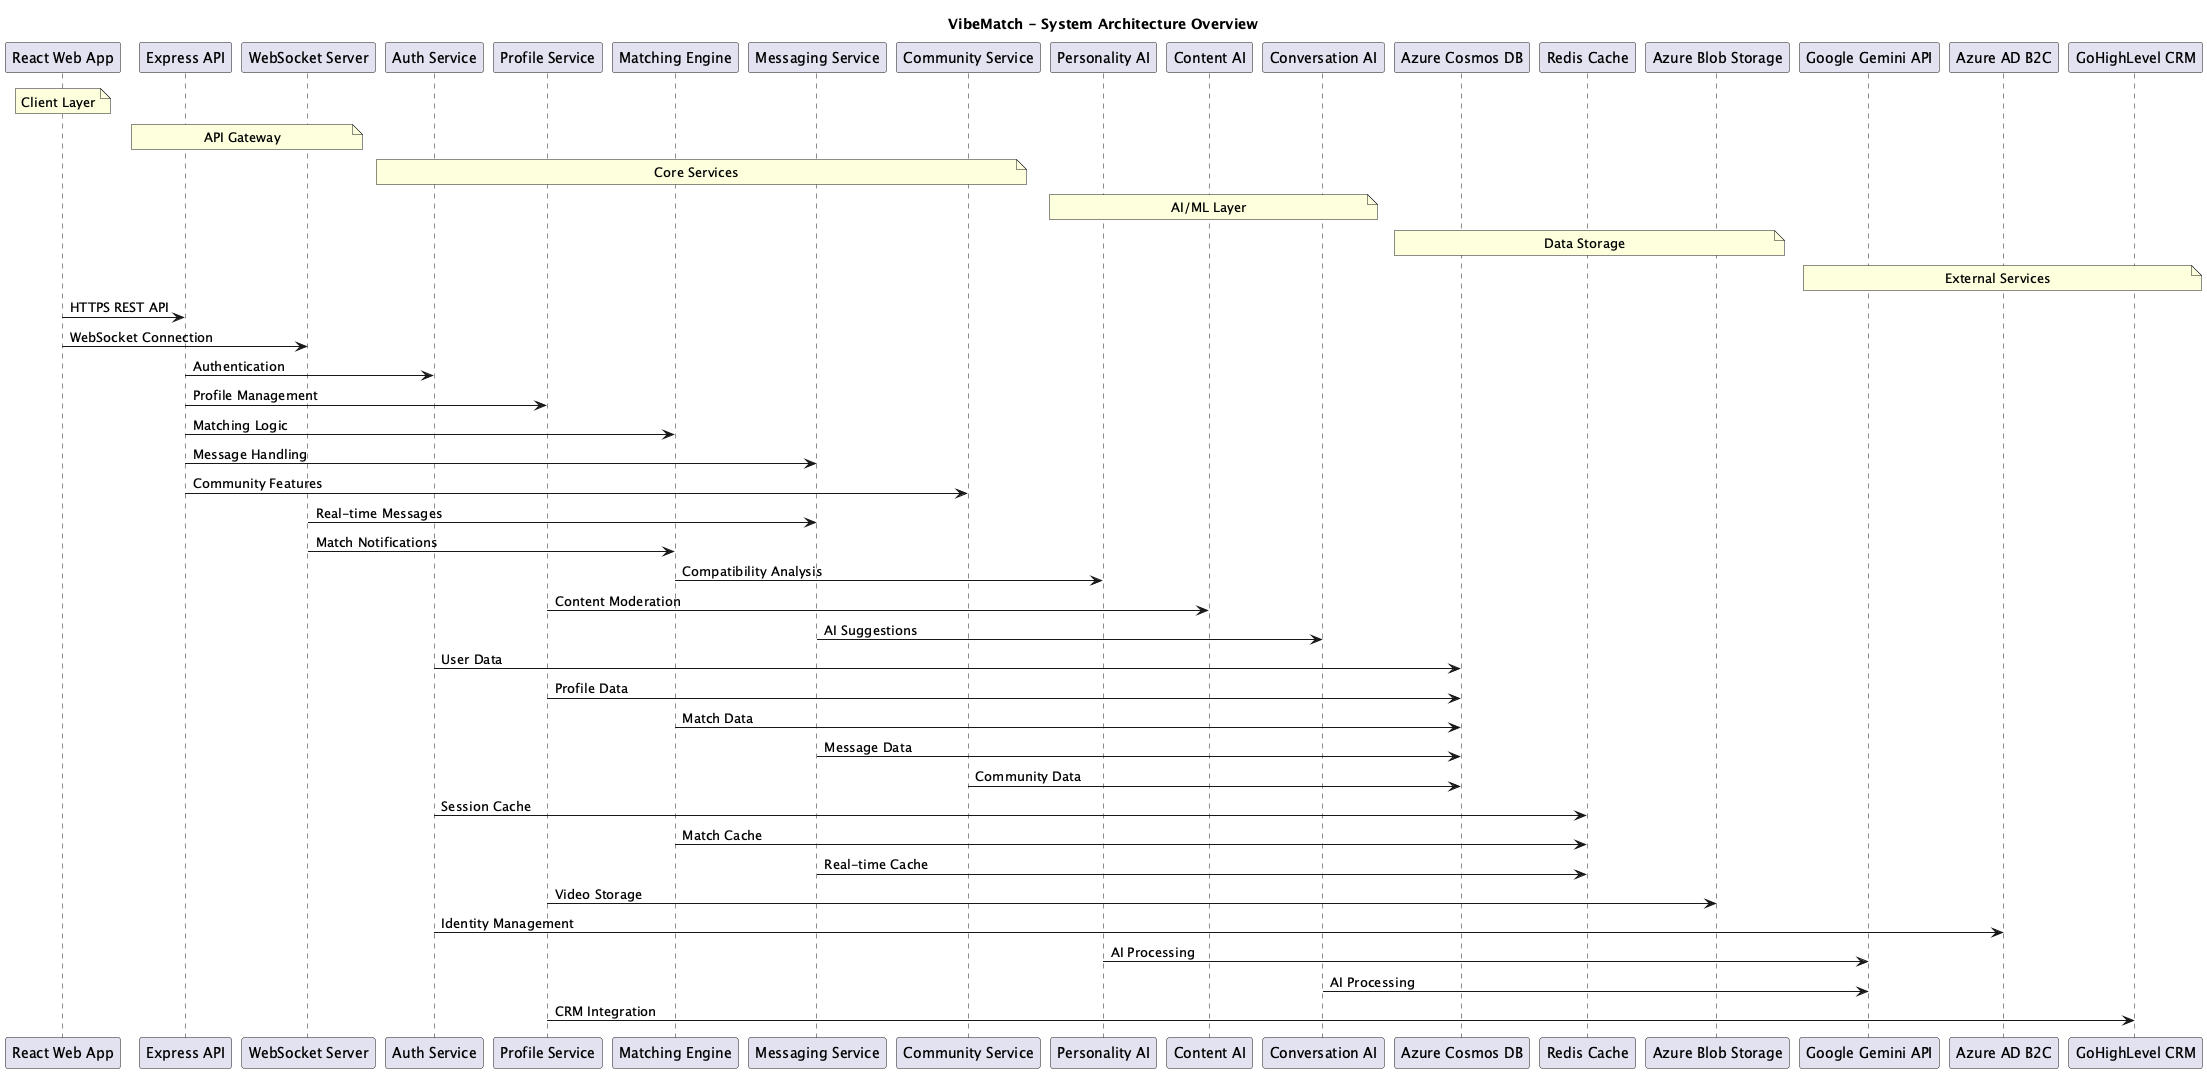 VibeMatch - System Architecture Overview
React Web App Express API WebSocket Server Auth Service Profile Service Matching Engine Messaging Service Community Service Personality AI Content AI Conversation AI Azure Cosmos DB Redis Cache Azure Blob Storage Google Gemini API Azure AD B2C GoHighLevel CRM
Client Layer
API Gateway
Core Services
AI/ML Layer
Data Storage
External Services
HTTPS REST API
WebSocket Connection
Authentication
Profile Management
Matching Logic
Message Handling
Community Features
Real-time Messages
Match Notifications
Compatibility Analysis
Content Moderation
AI Suggestions
User Data
Profile Data
Match Data
Message Data
Community Data
Session Cache
Match Cache
Real-time Cache
Video Storage
Identity Management
AI Processing
AI Processing
CRM Integration
React Web App Express API WebSocket Server Auth Service Profile Service Matching Engine Messaging Service Community Service Personality AI Content AI Conversation AI Azure Cosmos DB Redis Cache Azure Blob Storage Google Gemini API Azure AD B2C GoHighLevel CRM